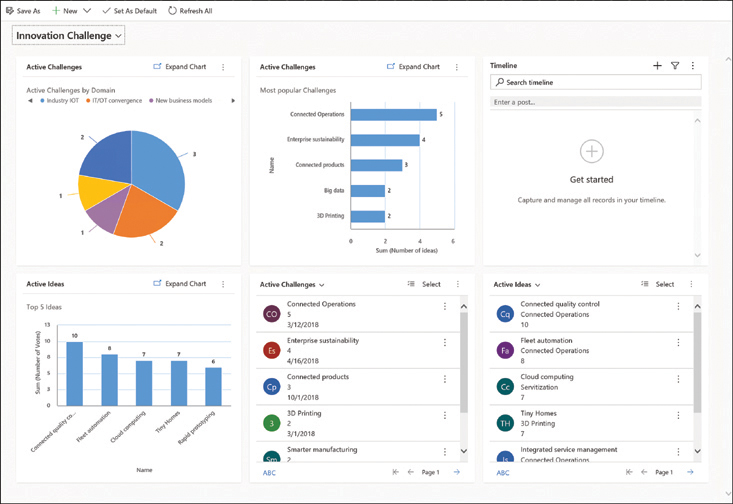 Save As New Set As Default Refresh All
Innovation Challenge
Active Challenges Expand Chart
Active Challenges by Domain
Industry IOT IT/OT convergence New business models
2
3
1
1
2
Active Challenges Expand Chart
Most popular Challenges
Name
Connected Operations 5
Enterprise sustainability 4
Connected products 3
Big data 2
3D Printing 2
0 2 4 6
Sum (Number of ideas)
Timeline
Search timeline
Enter a post...
Get started
Capture and manage all records in your timeline.
Active Ideas Expand Chart
Top 5 Ideas
Sum (Number of Votes)
13
10
8
5
3
0
10 8 7 7 6
Connected quality co... Fleet automation Cloud computing Tiny Homes Rapid prototyping
Name
Active Challenges Select
CO Connected Operations
5
3/12/2018
Es Enterprise sustainability
4
4/16/2018
Cp Connected products
3
10/1/2018
3 3D Printing
2
3/1/2018
Sm Smarter manufacturing
2
ABC Page 1
Active Ideas Select
Cq Connected quality control
Connected Operations
10
Fa Fleet automation
Connected Operations
8
Cc Cloud computing
Servitization
7
TH Tiny Homes
3D Printing
7
Is Integrated service management
Connected Operations
ABC Page 1